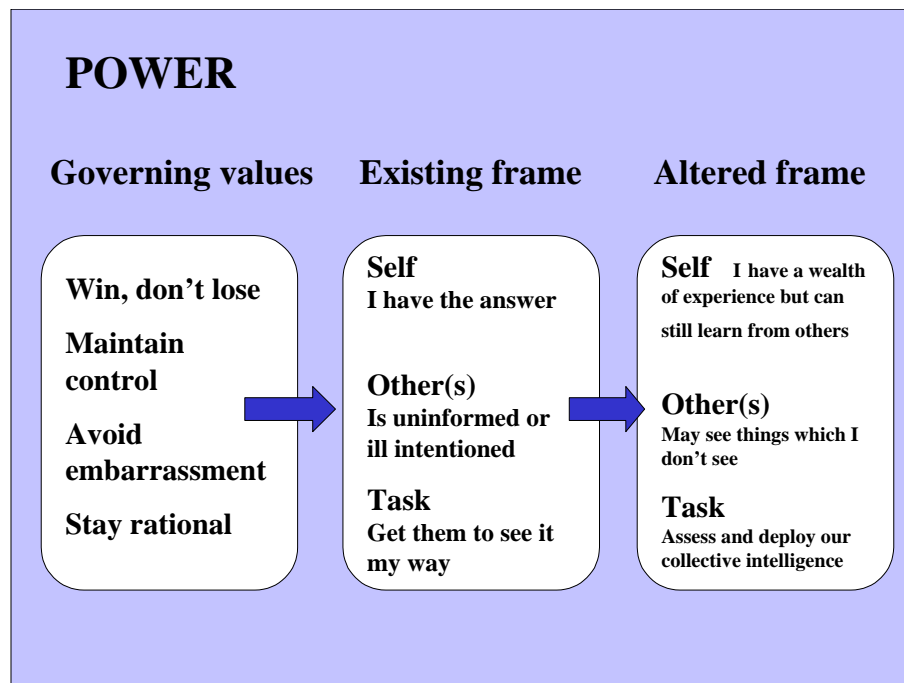 POWER
Governing values
Win, don’t lose
Maintain
control
Avoid
embarrassment
Stay rational
Existing frame
Self
I have the answer
Other(s)
Is uninformed or
ill intentioned
Task
Get them to see it
my way
Altered frame
Self I have a wealth
of experience but can
still learn from others
Other(s)
May see things which I
don’t see
Task
Assess and deploy our
collective intelligence